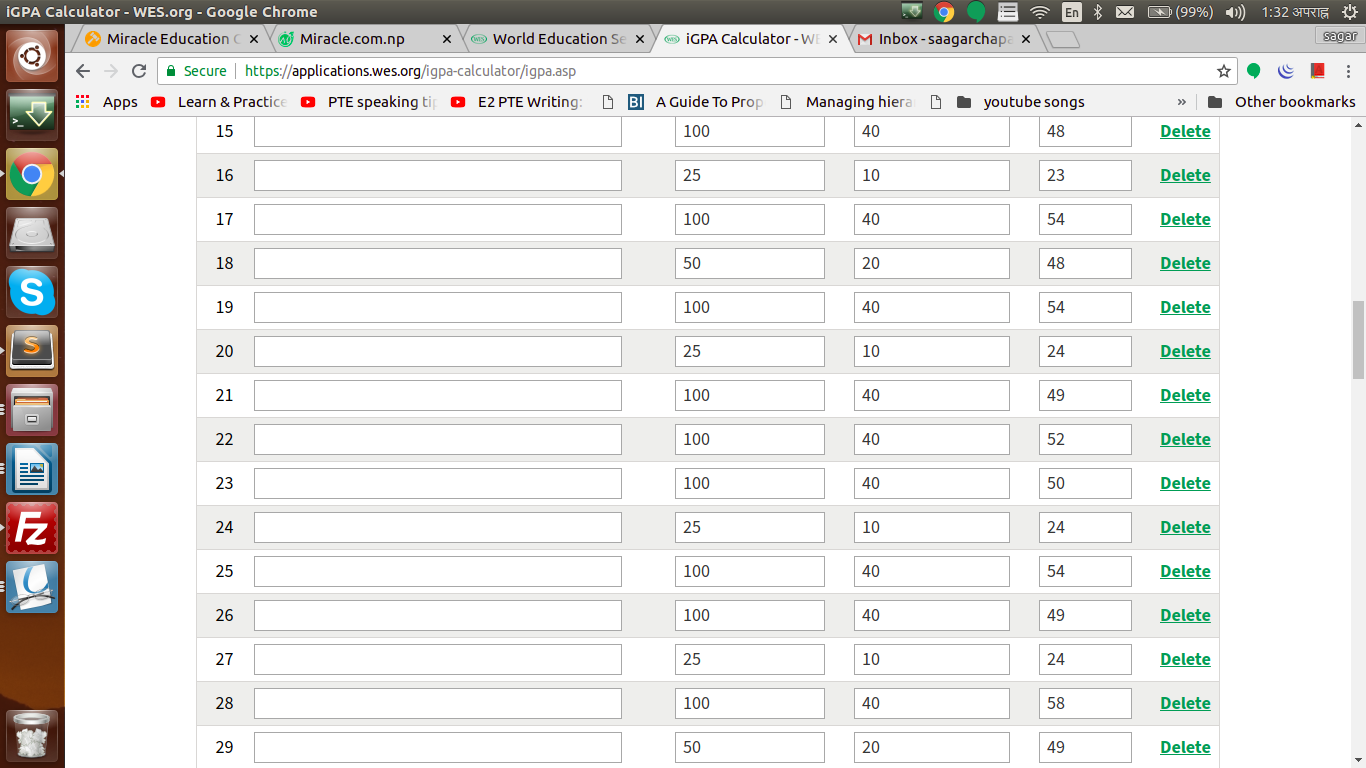 iGPA Calculator - WES.org - Google Chrome En (99%) 1:32 अपराह्न
Miracle Education Miracle.com.np World Education Se iGPA Calculator - WE Inbox - saagarchapa sagar
Secure https://applications.wes.org/igpa-calculator/igpa.asp
Apps Learn & Practice PTE speaking tip E2 PTE Writing: BI A Guide To Prop Managing hiera youtube songs » Other bookmarks
15 100 40 48 Delete
16 25 10 23 Delete
17 100 40 54 Delete
18 50 20 48 Delete
19 100 40 54 Delete
20 25 10 24 Delete
21 100 40 49 Delete
22 100 40 52 Delete
23 100 40 50 Delete
24 25 10 24 Delete
25 100 40 54 Delete
26 100 40 49 Delete
27 25 10 24 Delete
28 100 40 58 Delete
29 50 20 49 Delete